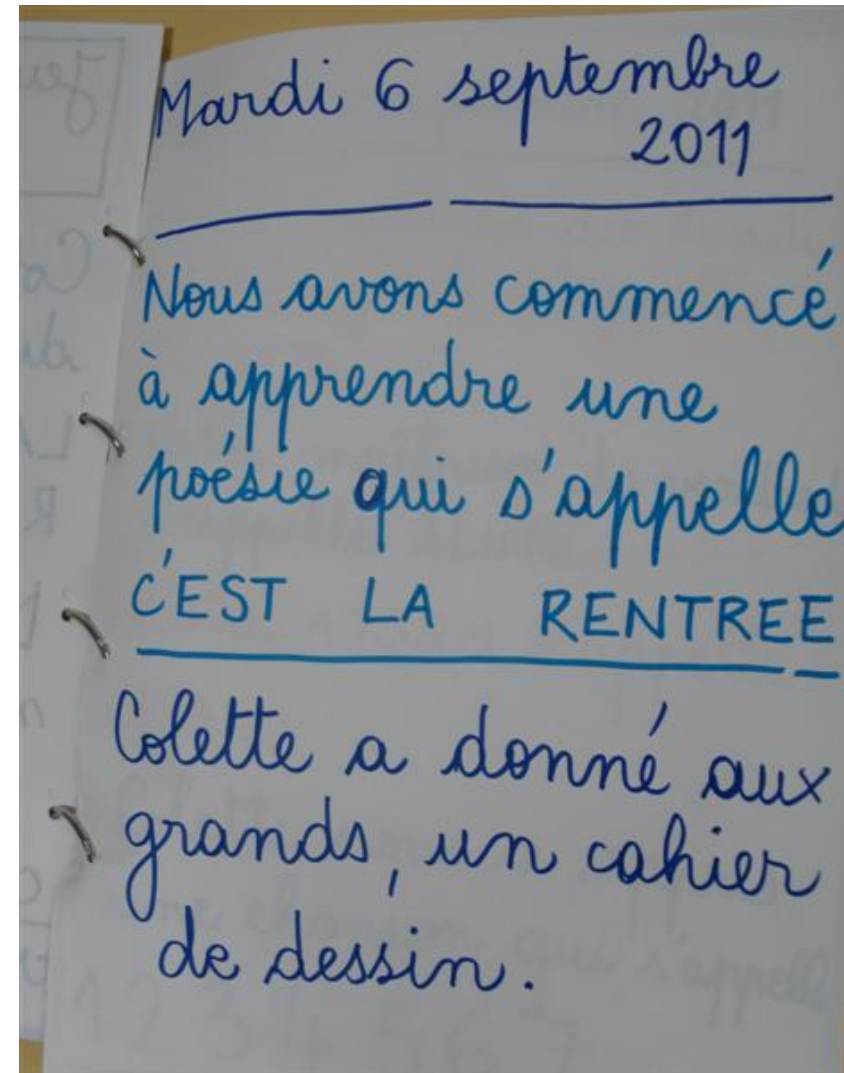 Mardi 6 septembre
2011
Nous avons commencé
à apprendre une
poésie qui s'appelle
C'EST LA RENTREE
Colette a donné aux
grands, un cahier
de dessin.